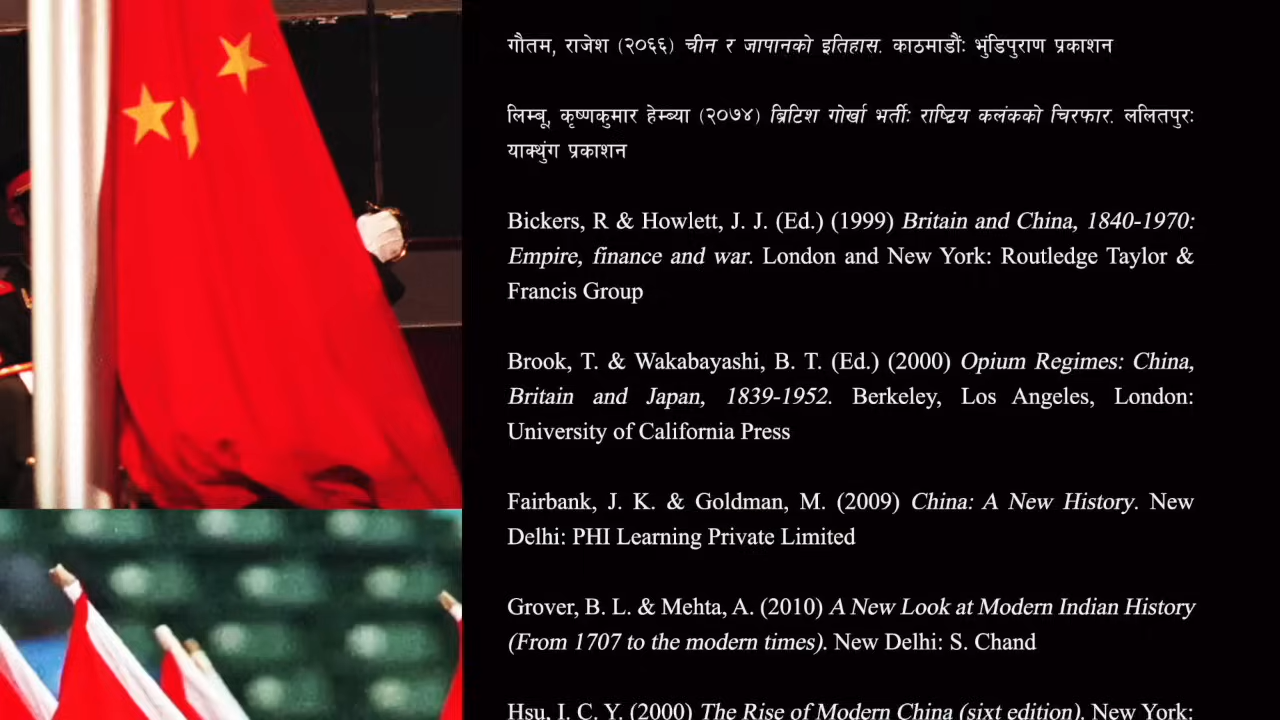 गौतम, राजेश (२०६६) चीन र जापानको इतिहास. काठमाडौंः भुंडिपुराण प्रकाशन
लिम्बू, कृष्णकुमार हेम्ब्या (२०७४) ब्रिटिश गोर्खा भर्तीः राष्ट्रिय कलंकको चिरफार. ललितपुरः
याक्थुंग प्रकाशन
Bickers, R & Howlett, J. J. (Ed.) (1999) Britain and China, 1840-1970:
Empire, finance and war. London and New York: Routledge Taylor &
Francis Group
Brook, T. & Wakabayashi, B. T. (Ed.) (2000) Opium Regimes: China,
Britain and Japan, 1839-1952. Berkeley, Los Angeles, London:
University of California Press
Fairbank, J. K. & Goldman, M. (2009) China: A New History. New
Delhi: PHI Learning Private Limited
Grover, B. L. & Mehta, A. (2010) A New Look at Modern Indian History
(From 1707 to the modern times). New Delhi: S. Chand
Hsu, I. C. Y. (2000) The Rise of Modern China (sixt edition). New York: